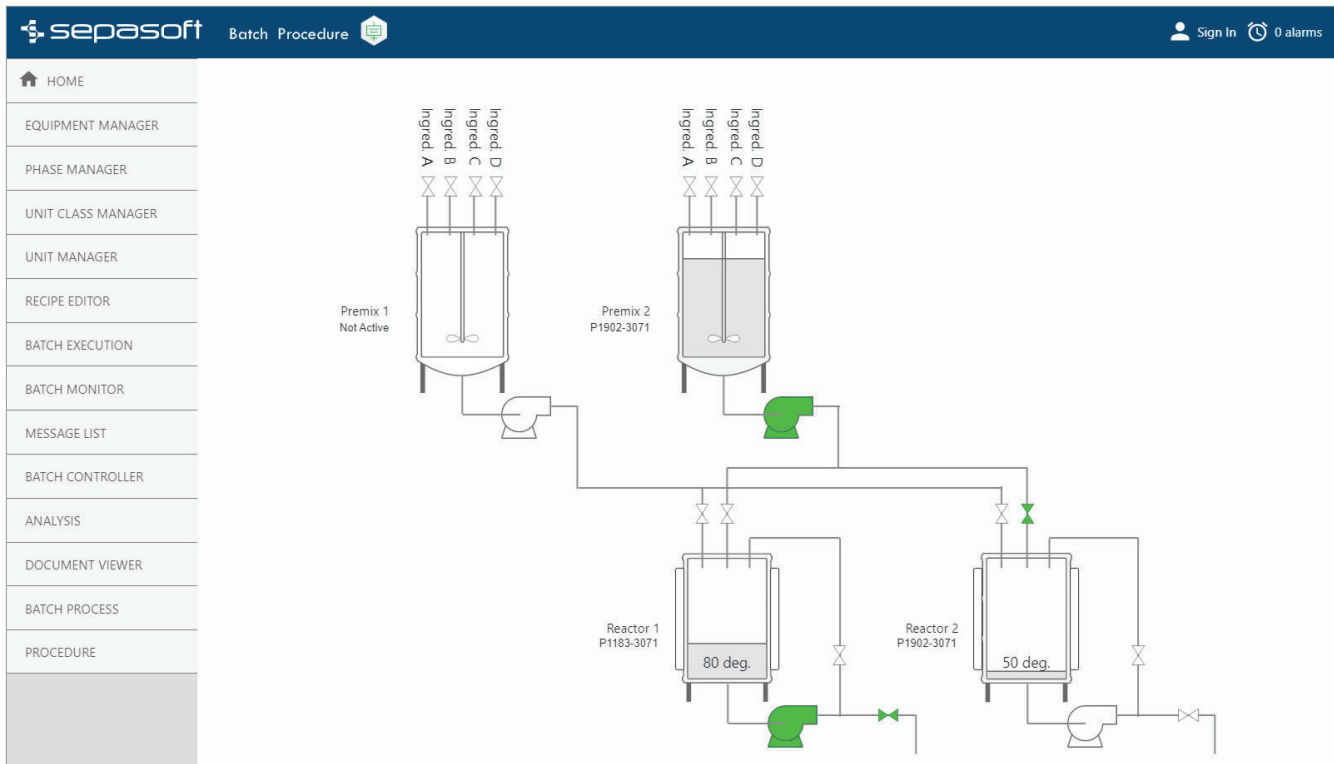 sepasoft
Batch Procedure
Sign In
0 alarms
HOME
EQUIPMENT MANAGER
PHASE MANAGER
UNIT CLASS MANAGER
UNIT MANAGER
RECIPE EDITOR
BATCH EXECUTION
BATCH MONITOR
MESSAGE LIST
BATCH CONTROLLER
ANALYSIS
DOCUMENT VIEWER
BATCH PROCESS
PROCEDURE
Ingred. A
Ingred. B
Ingred. C
Ingred. D
Ingred. A
Ingred. B
Ingred. C
Ingred. D
Premix 1
Not Active
Premix 2
P1902-3071
Reactor 1
P1183-3071
80 deg.
Reactor 2
P1902-3071
50 deg.